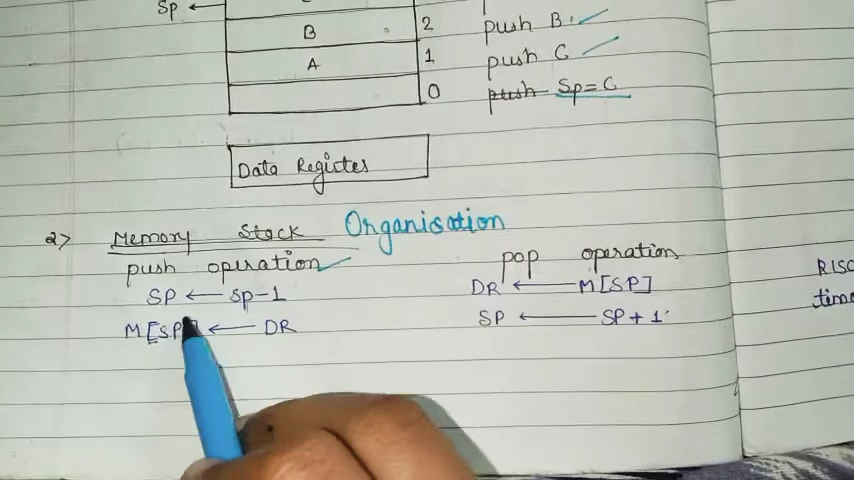 Sp ←
B 2 push B.
A 1 push C
0 push Sp=C
Data Register
2> Memory Stack Organisation
push operation
SP ← Sp-1
M[SP] ← DR
pop operation
DR ← M[SP]
SP ← SP+1
RISC
time